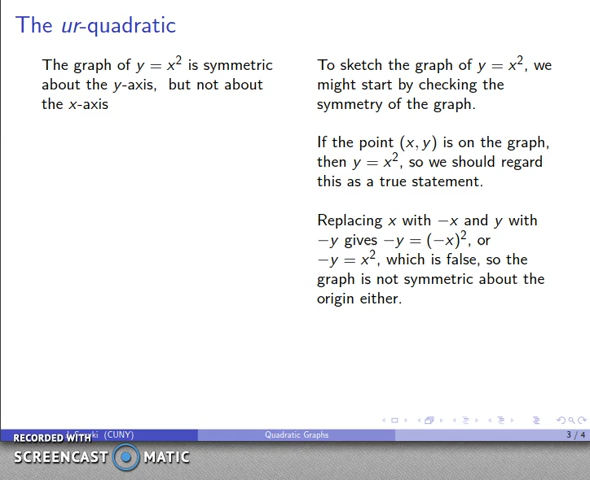 The ur-quadratic
The graph of y = x² is symmetric
about the y-axis, but not about
the x-axis
To sketch the graph of y = x², we
might start by checking the
symmetry of the graph.
If the point (x, y) is on the graph,
then y = x², so we should regard
this as a true statement.
Replacing x with −x and y with
−y gives −y = (−x)², or
−y = x², which is false, so the
graph is not symmetric about the
origin either.
(CUNY)
Quadratic Graphs
3 / 4
RECORDED WITH
SCREENCAST MATIC